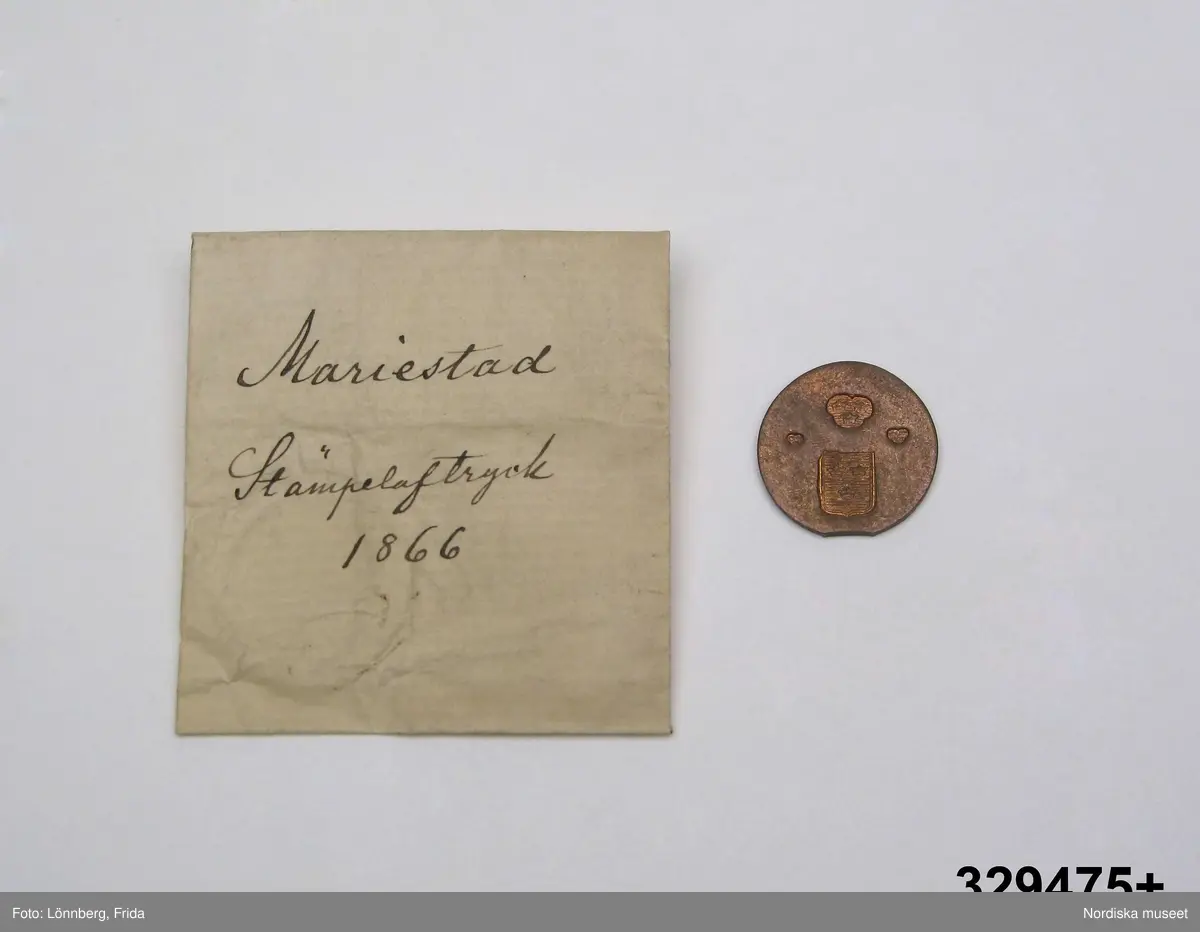 Mariestad
Stämpelaftryck
1866
329475+
Foto: Lönnberg, Frida
Nordiska museet